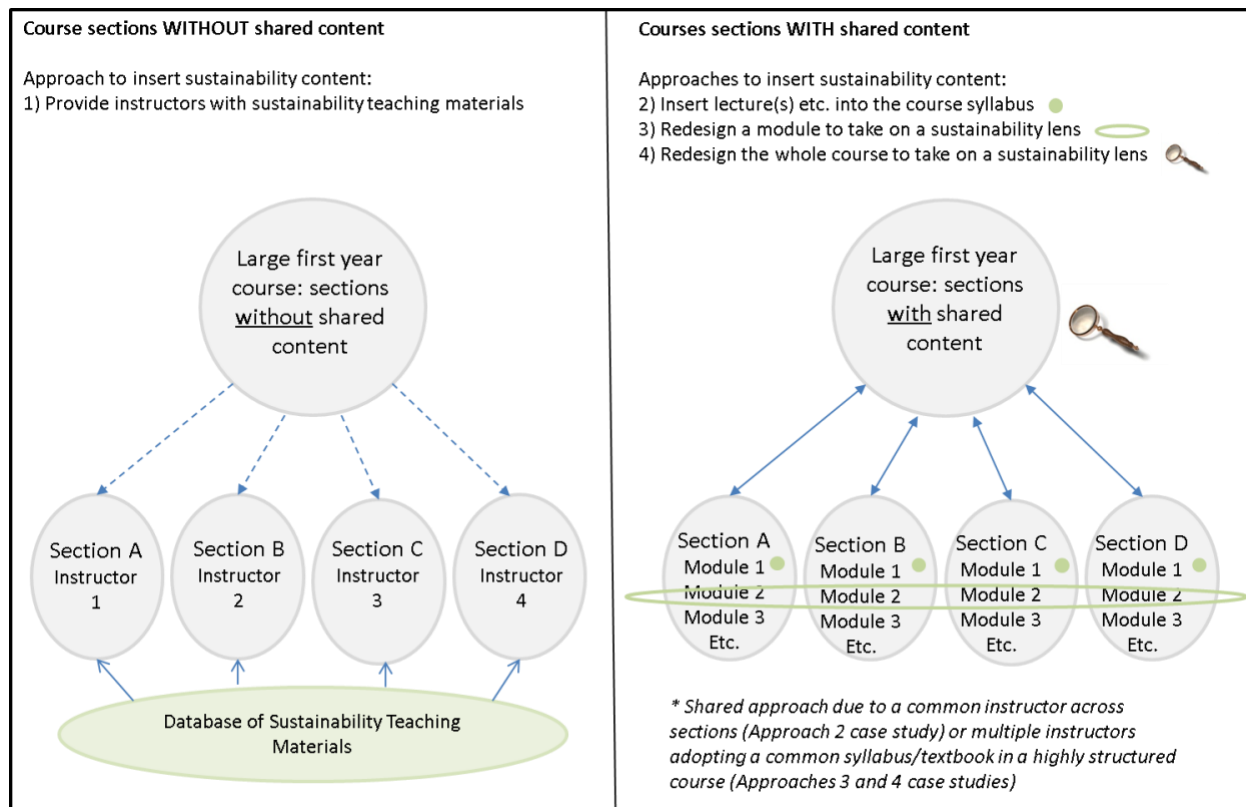 Course sections WITHOUT shared content
Approach to insert sustainability content:
1) Provide instructors with sustainability teaching materials
Large first year
course: sections
without shared
content
Section A
Instructor
1
Section B
Instructor
2
Section C
Instructor
3
Section D
Instructor
4
Database of Sustainability Teaching
Materials
Courses sections WITH shared content
Approaches to insert sustainability content:
2) Insert lecture(s) etc. into the course syllabus
3) Redesign a module to take on a sustainability lens
4) Redesign the whole course to take on a sustainability lens
Large first year
course: sections
with shared
content
Section A
Module 1
Module 2
Module 3
Etc.
Section B
Module 1
Module 2
Module 3
Etc.
Section C
Module 1
Module 2
Module 3
Etc.
Section D
Module 1
Module 2
Module 3
Etc.
* Shared approach due to a common instructor across
sections (Approach 2 case study) or multiple instructors
adopting a common syllabus/textbook in a highly structured
course (Approaches 3 and 4 case studies)